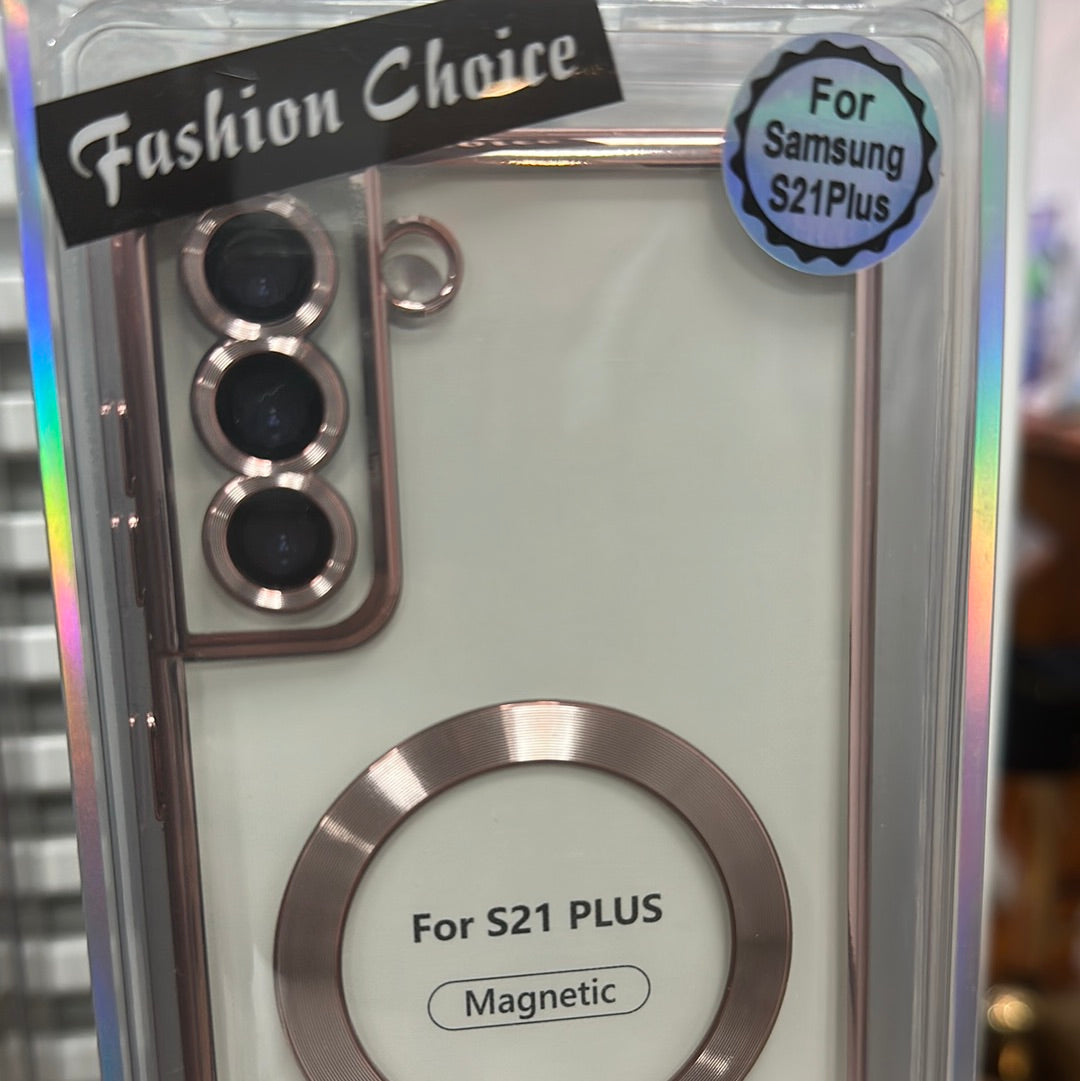 Fashion Choice
For
Samsung
S21Plus
For S21 PLUS
Magnetic